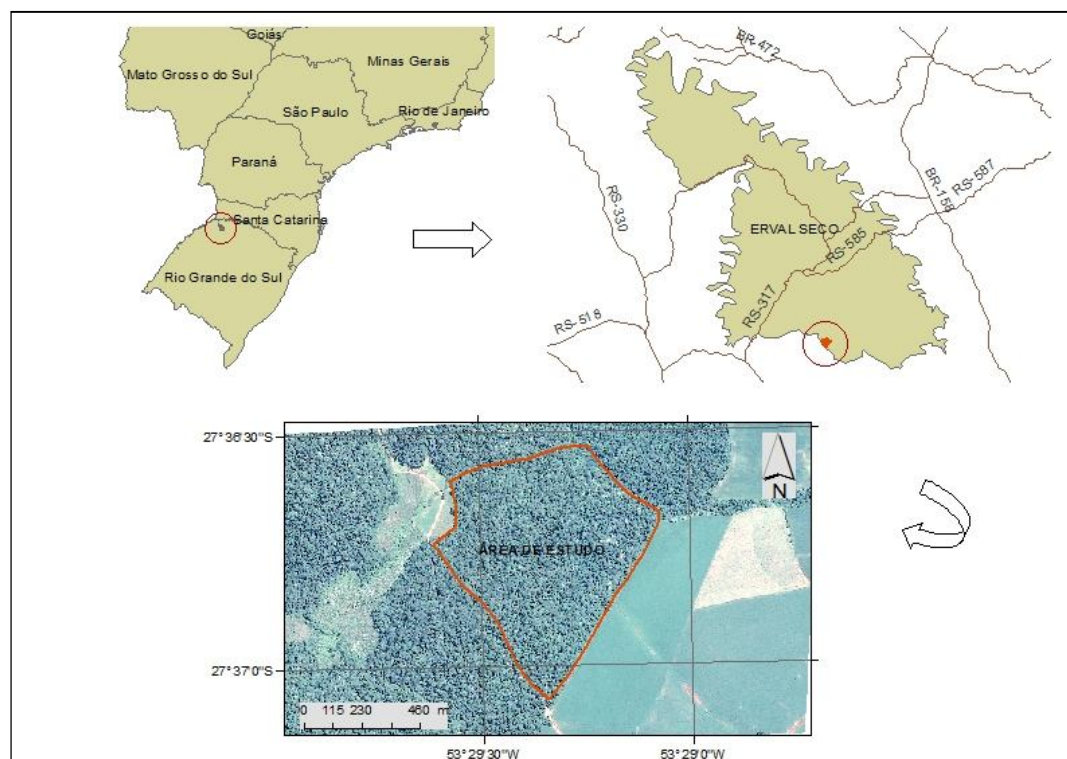 Goiás
Mato Grosso do Sul
Minas Gerais
São Paulo
Rio de Janeiro
Paraná
Santa Catarina
Rio Grande do Sul
BR-472
RS-330
BR-158
RS-587
ERVAL SECO
RS-585
RS-317
RS-518
27°36'30"S
N
ÁREA DE ESTUDO
27°37'0"S
0 115 230 460 m
53°29'30"W 53°29'0"W